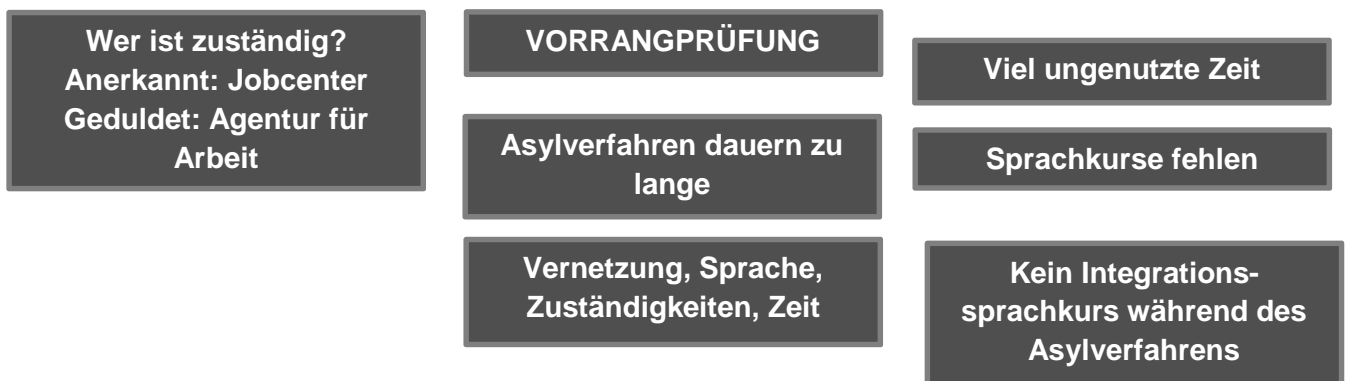 Wer ist zuständig?
Anerkannt: Jobcenter
Geduldet: Agentur für
Arbeit
VORRANGPRÜFUNG
Asylverfahren dauern zu
lange
Vernetzung, Sprache,
Zuständigkeiten, Zeit
Viel ungenutzte Zeit
Sprachkurse fehlen
Kein Integrations-
sprachkurs während des
Asylverfahrens